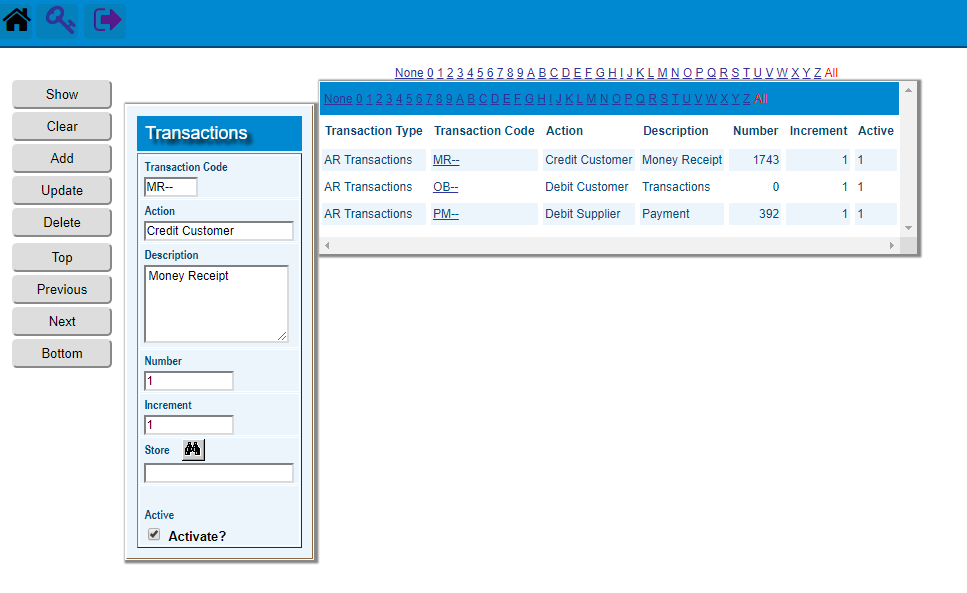 None 0 1 2 3 4 5 6 7 8 9 A B C D E F G H I J K L M N O P Q R S T U V W X Y Z All
None 0 1 2 3 4 5 6 7 8 9 A B C D E F G H I J K L M N O P Q R S T U V W X Y Z All
Transaction Type Transaction Code Action Description Number Increment Active
AR Transactions MR-- Credit Customer Money Receipt 1743 1 1
AR Transactions OB-- Debit Customer Transactions 0 1 1
AR Transactions PM-- Debit Supplier Payment 392 1 1
Show
Clear
Add
Update
Delete
Top
Previous
Next
Bottom
Transactions
Transaction Code
MR--
Action
Credit Customer
Description
Money Receipt
Number
1
Increment
1
Store
Active
Activate?